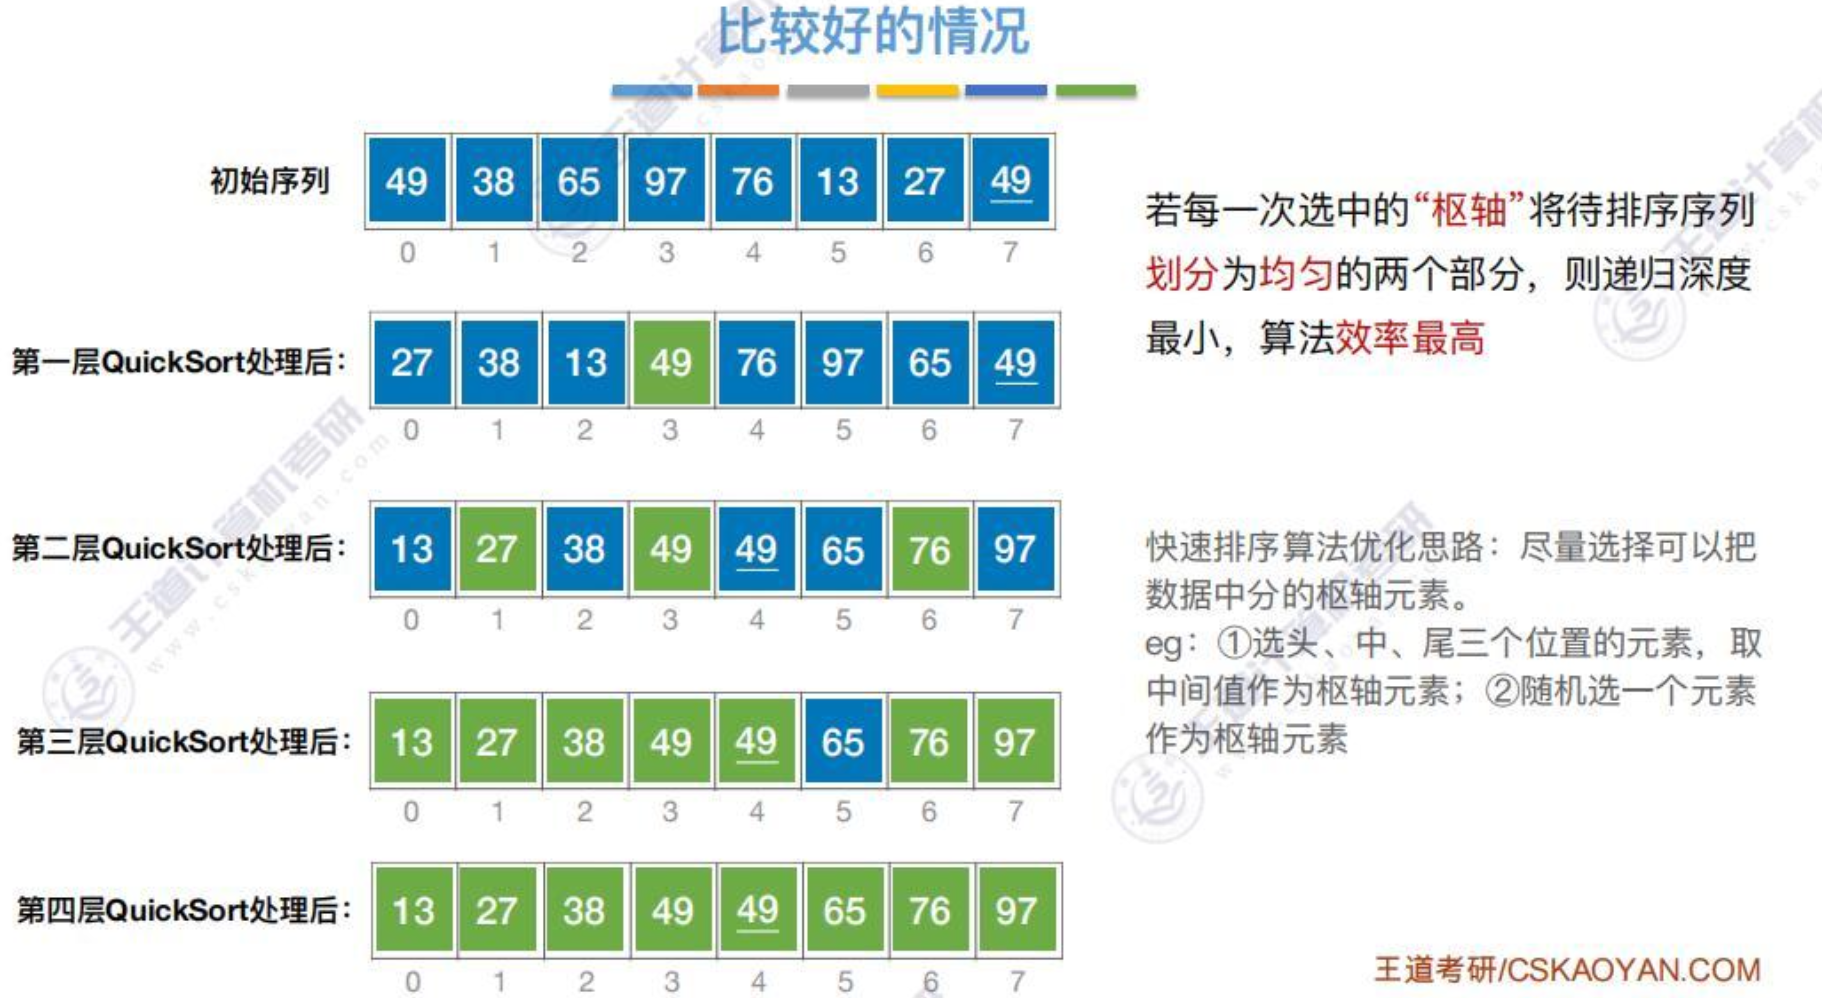 比较好的情况
初始序列
49 38 65 97 76 13 27 49
0 1 2 3 4 5 6 7
若每一次选中的“枢轴”将待排序序列
划分为均匀的两个部分，则递归深度
最小，算法效率最高
第一层QuickSort处理后：
27 38 13 49 76 97 65 49
0 1 2 3 4 5 6 7
第二层QuickSort处理后：
13 27 38 49 49 65 76 97
0 1 2 3 4 5 6 7
快速排序算法优化思路：尽量选择可以把
数据中分的枢轴元素。
eg：①选头、中、尾三个位置的元素，取
中间值作为枢轴元素；②随机选一个元素
作为枢轴元素
第三层QuickSort处理后：
13 27 38 49 49 65 76 97
0 1 2 3 4 5 6 7
第四层QuickSort处理后：
13 27 38 49 49 65 76 97
0 1 2 3 4 5 6 7
王道考研/CSKAOYAN.COM
王道计算机考研
www.cskaoyan.com